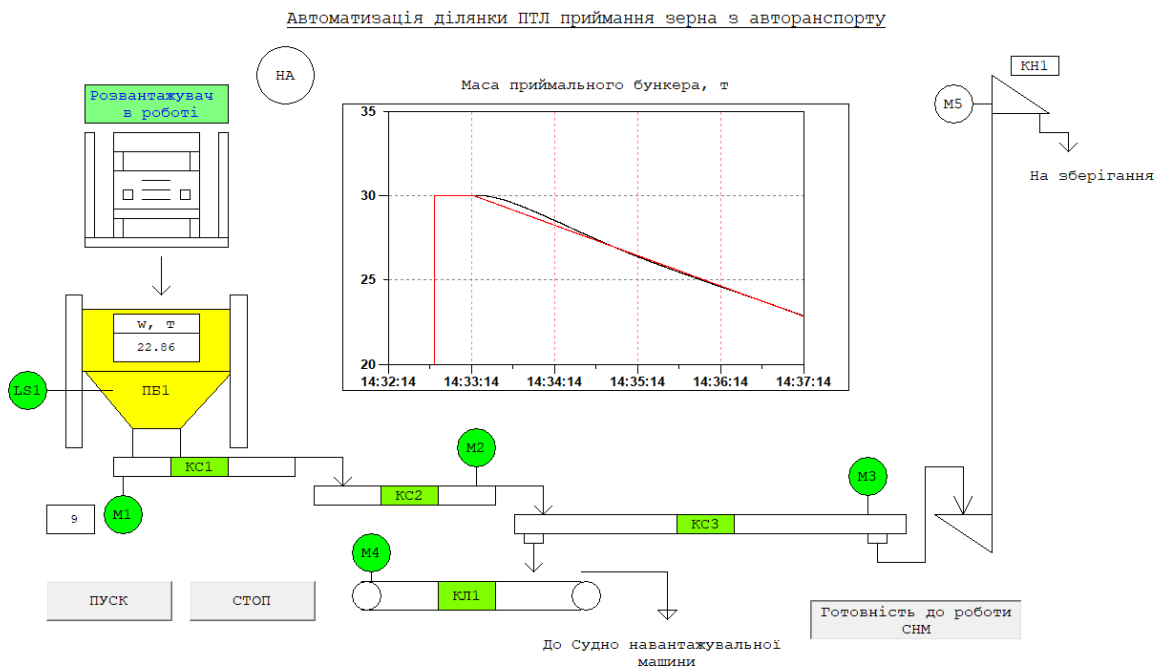 Автоматизація ділянки ПТЛ приймання зерна з авторанспорту
НА
КН1
Розвантажувач
в роботі
Маса приймального бункера, т
М5
35
На зберігання
30
25
20
14:32:14 14:33:14 14:34:14 14:35:14 14:36:14 14:37:14
W, Т
22.86
LS1
ПБ1
КС1
М2
КС2
М3
КС3
9
М1
М4
КЛ1
ПУСК
СТОП
Готовність до роботи
СНМ
До Судно навантажувальної
машини